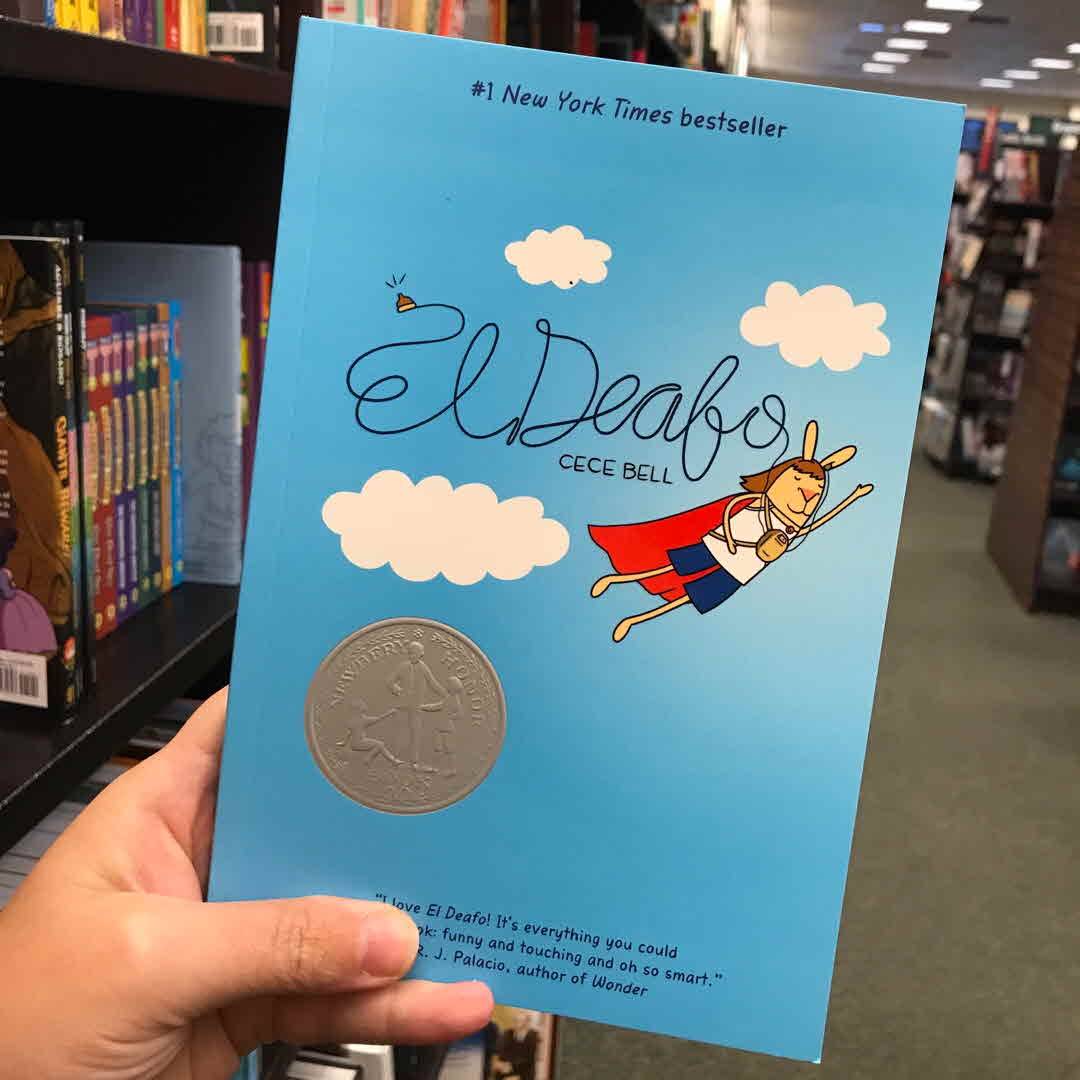 #1 New York Times bestseller
El Deafo
CECE BELL
NEWBERY HONOR
"I love El Deafo! It's everything you could
funny and touching and oh so smart."
R. J. Palacio, author of Wonder